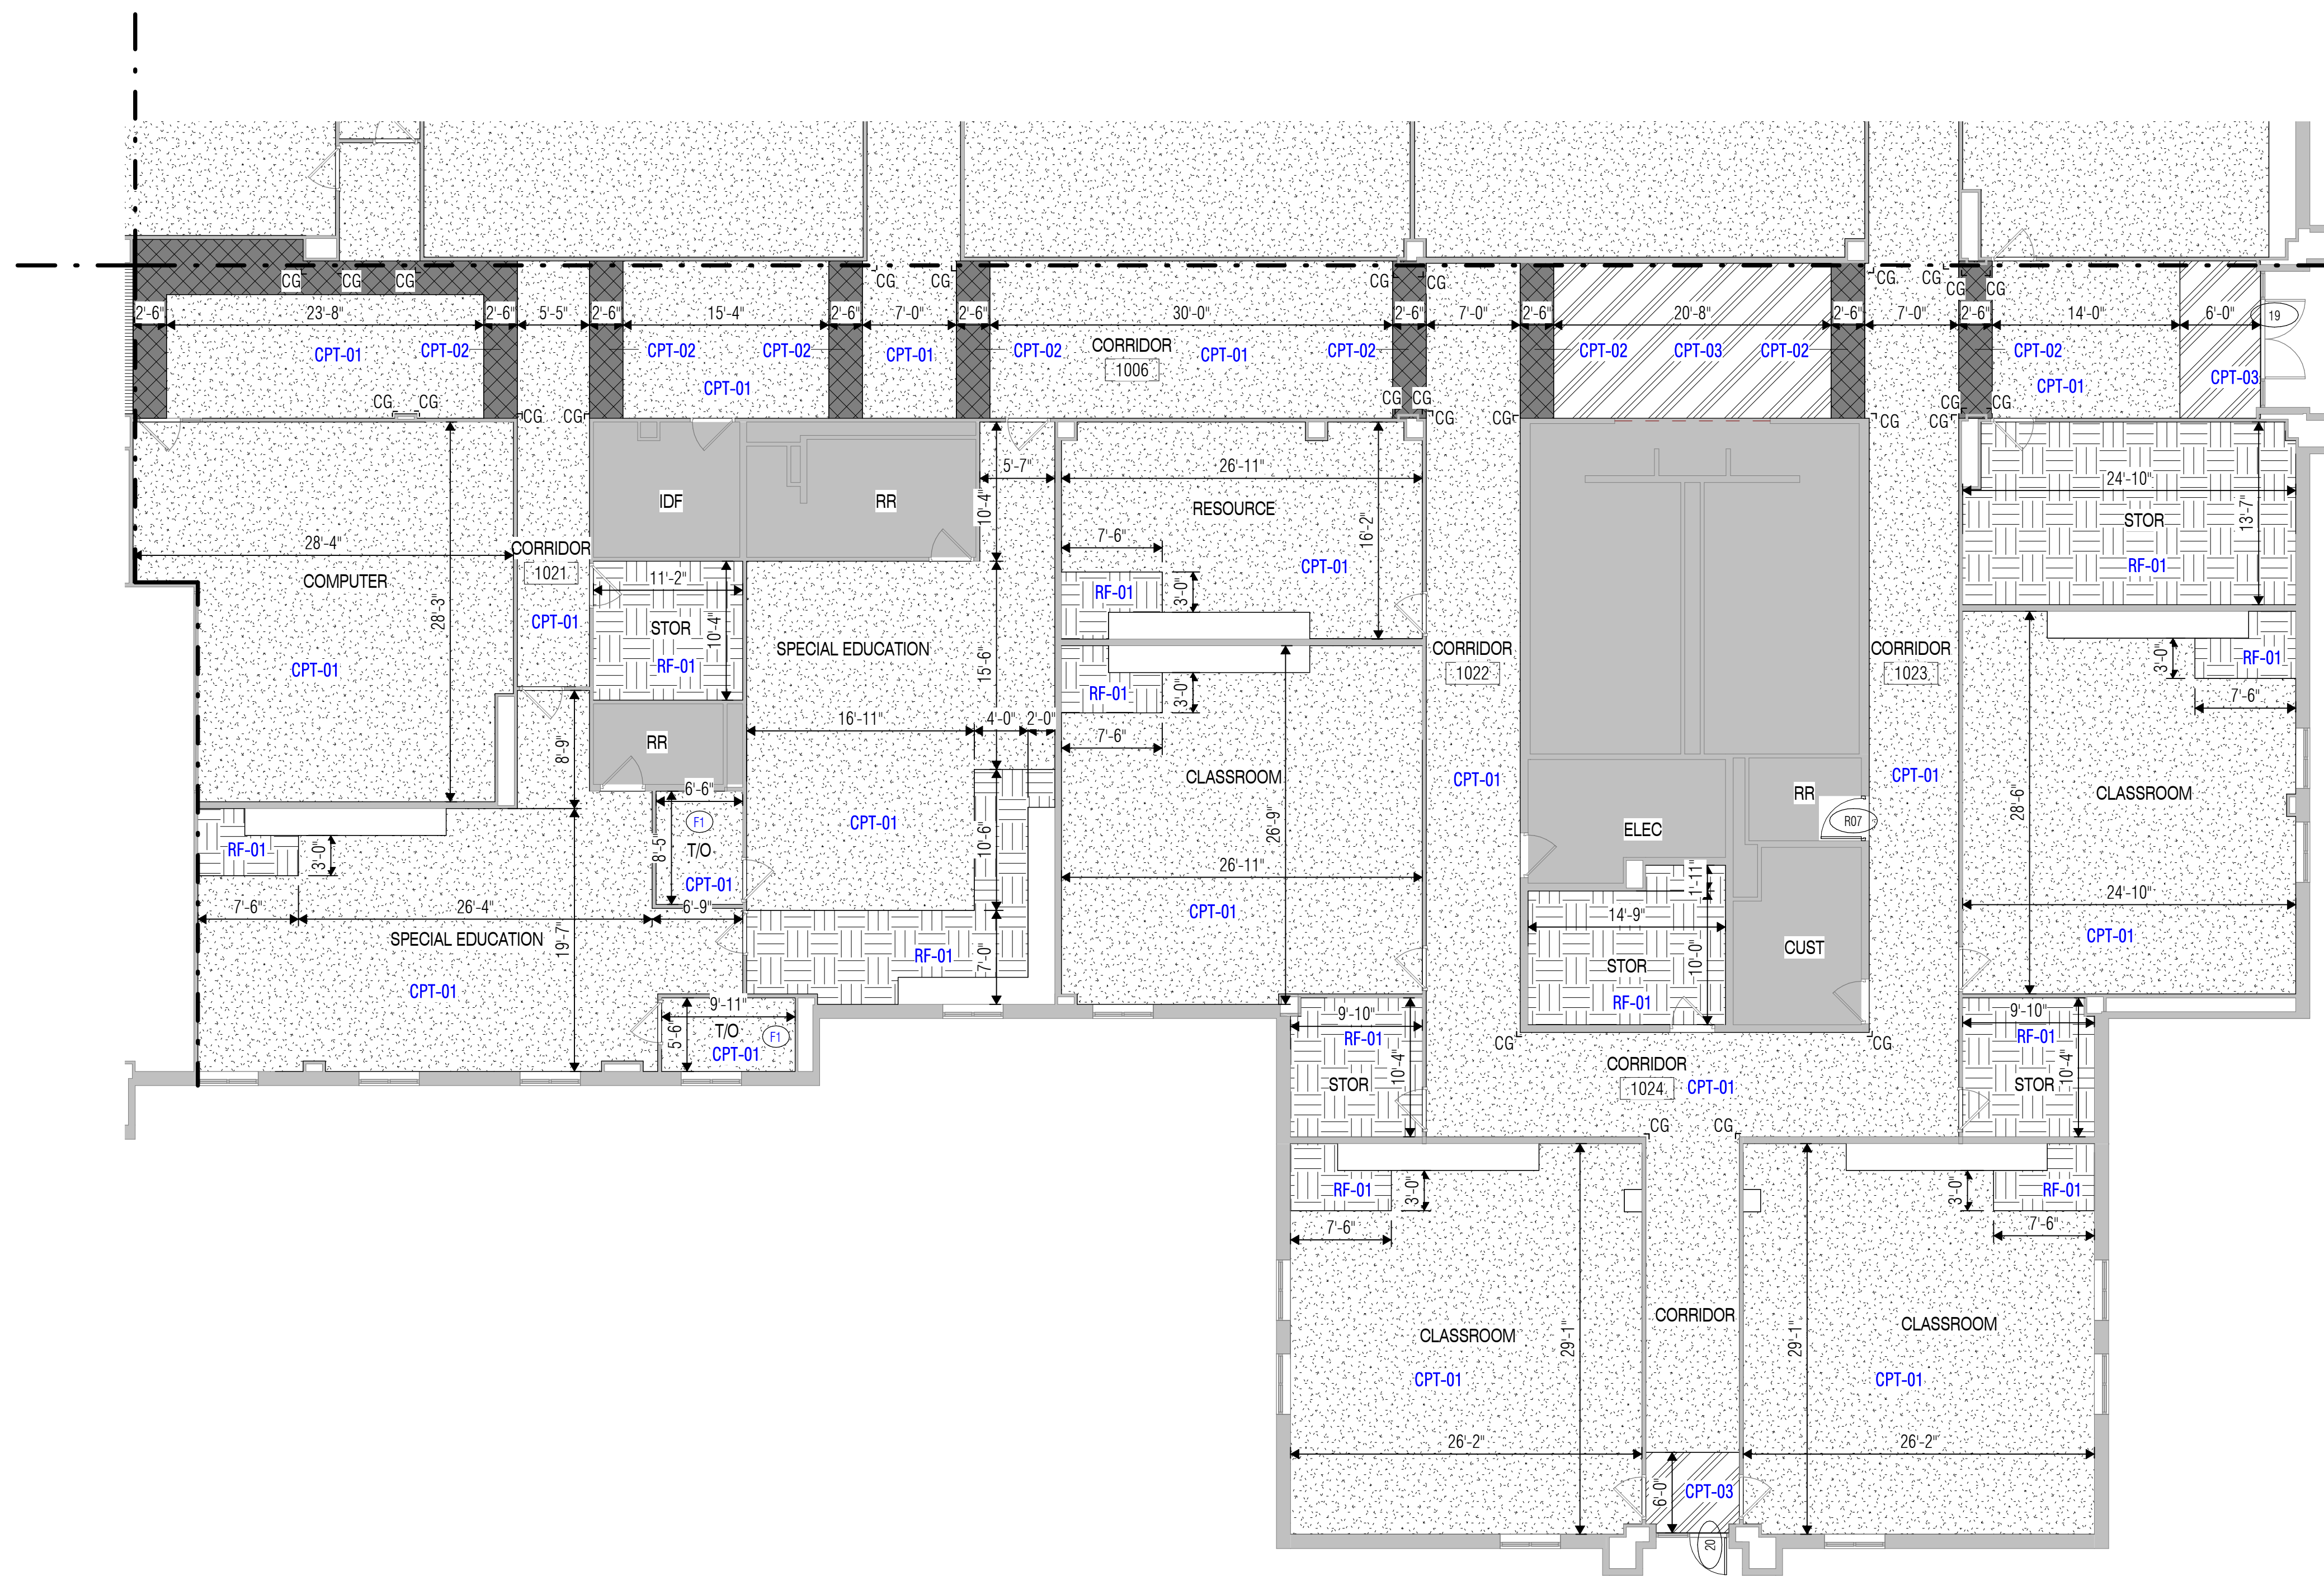 CG CG CG
CG CG
CG CG
CG CG
CG CG
2'-6" 23'-8" 2'-6" 5'-5" 2'-6" 15'-4" 2'-6" 7'-0" 2'-6" 30'-0" 2'-6" 7'-0" 2'-6" 20'-8" 2'-6" 7'-0" 2'-6" 14'-0" 6'-0" 19
CPT-01 CPT-02 CPT-02 CPT-02 CPT-01 CPT-02 CORRIDOR CPT-01 CPT-02 CPT-02 CPT-03 CPT-02 CPT-02
1006
CPT-01 CPT-01 CPT-03
CG CG CG CG CG CG
CG CG CG CG CG CG
28'-4"
COMPUTER
28'-3"
CPT-01
CORRIDOR
1021
CPT-01
IDF
RR
10'-4"
5'-7"
11'-2"
STOR
10'-4"
RF-01
RR
8'-9"
SPECIAL EDUCATION
15'-6"
16'-11" 4'-0" 2'-0"
CPT-01
10'-6"
RF-01
7'-0"
26'-11"
RESOURCE
16'-2"
7'-6"
CPT-01
RF-01
3'-0"
RF-01
3'-0"
7'-6"
CLASSROOM
26'-9"
26'-11"
CPT-01
CORRIDOR
1022
CPT-01
CORRIDOR
1023
CPT-01
24'-10"
STOR
13'-7"
RF-01
3'-0"
RF-01
7'-6"
28'-6"
CLASSROOM
24'-10"
CPT-01
ELEC
RR
R07
1'-11"
14'-9"
10'-0"
STOR
RF-01
CUST
6'-6"
F1
8'-5"
T/O
CPT-01
RF-01
3'-0"
7'-6" 26'-4" 6'-9"
SPECIAL EDUCATION
19'-7"
CPT-01
9'-11"
5'-6"
T/O
F1
CPT-01
9'-10"
RF-01
10'-4"
STOR
CG CG
CORRIDOR
1024
CPT-01
CG CG
9'-10"
RF-01
10'-4"
STOR
RF-01
3'-0"
7'-6"
CLASSROOM
29'-1"
CPT-01
26'-2"
CORRIDOR
6'-0"
CPT-03
20
3'-0"
RF-01
7'-6"
29'-1"
CLASSROOM
CPT-01
26'-2"